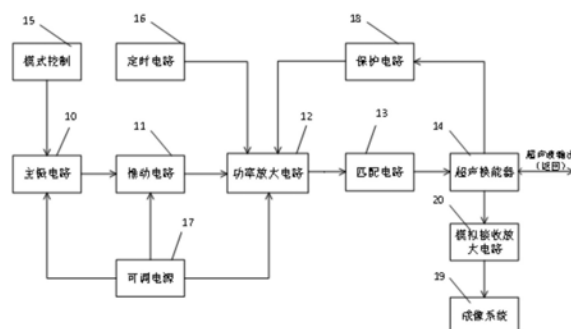 15
16
18
模式控制
定时电路
保护电路
10
11
12
13
14
主振电路
推动电路
功率放大电路
匹配电路
超声换能器
超声波输出
(返回)
17
20
可调电源
模拟接收放
大电路
19
成像系统